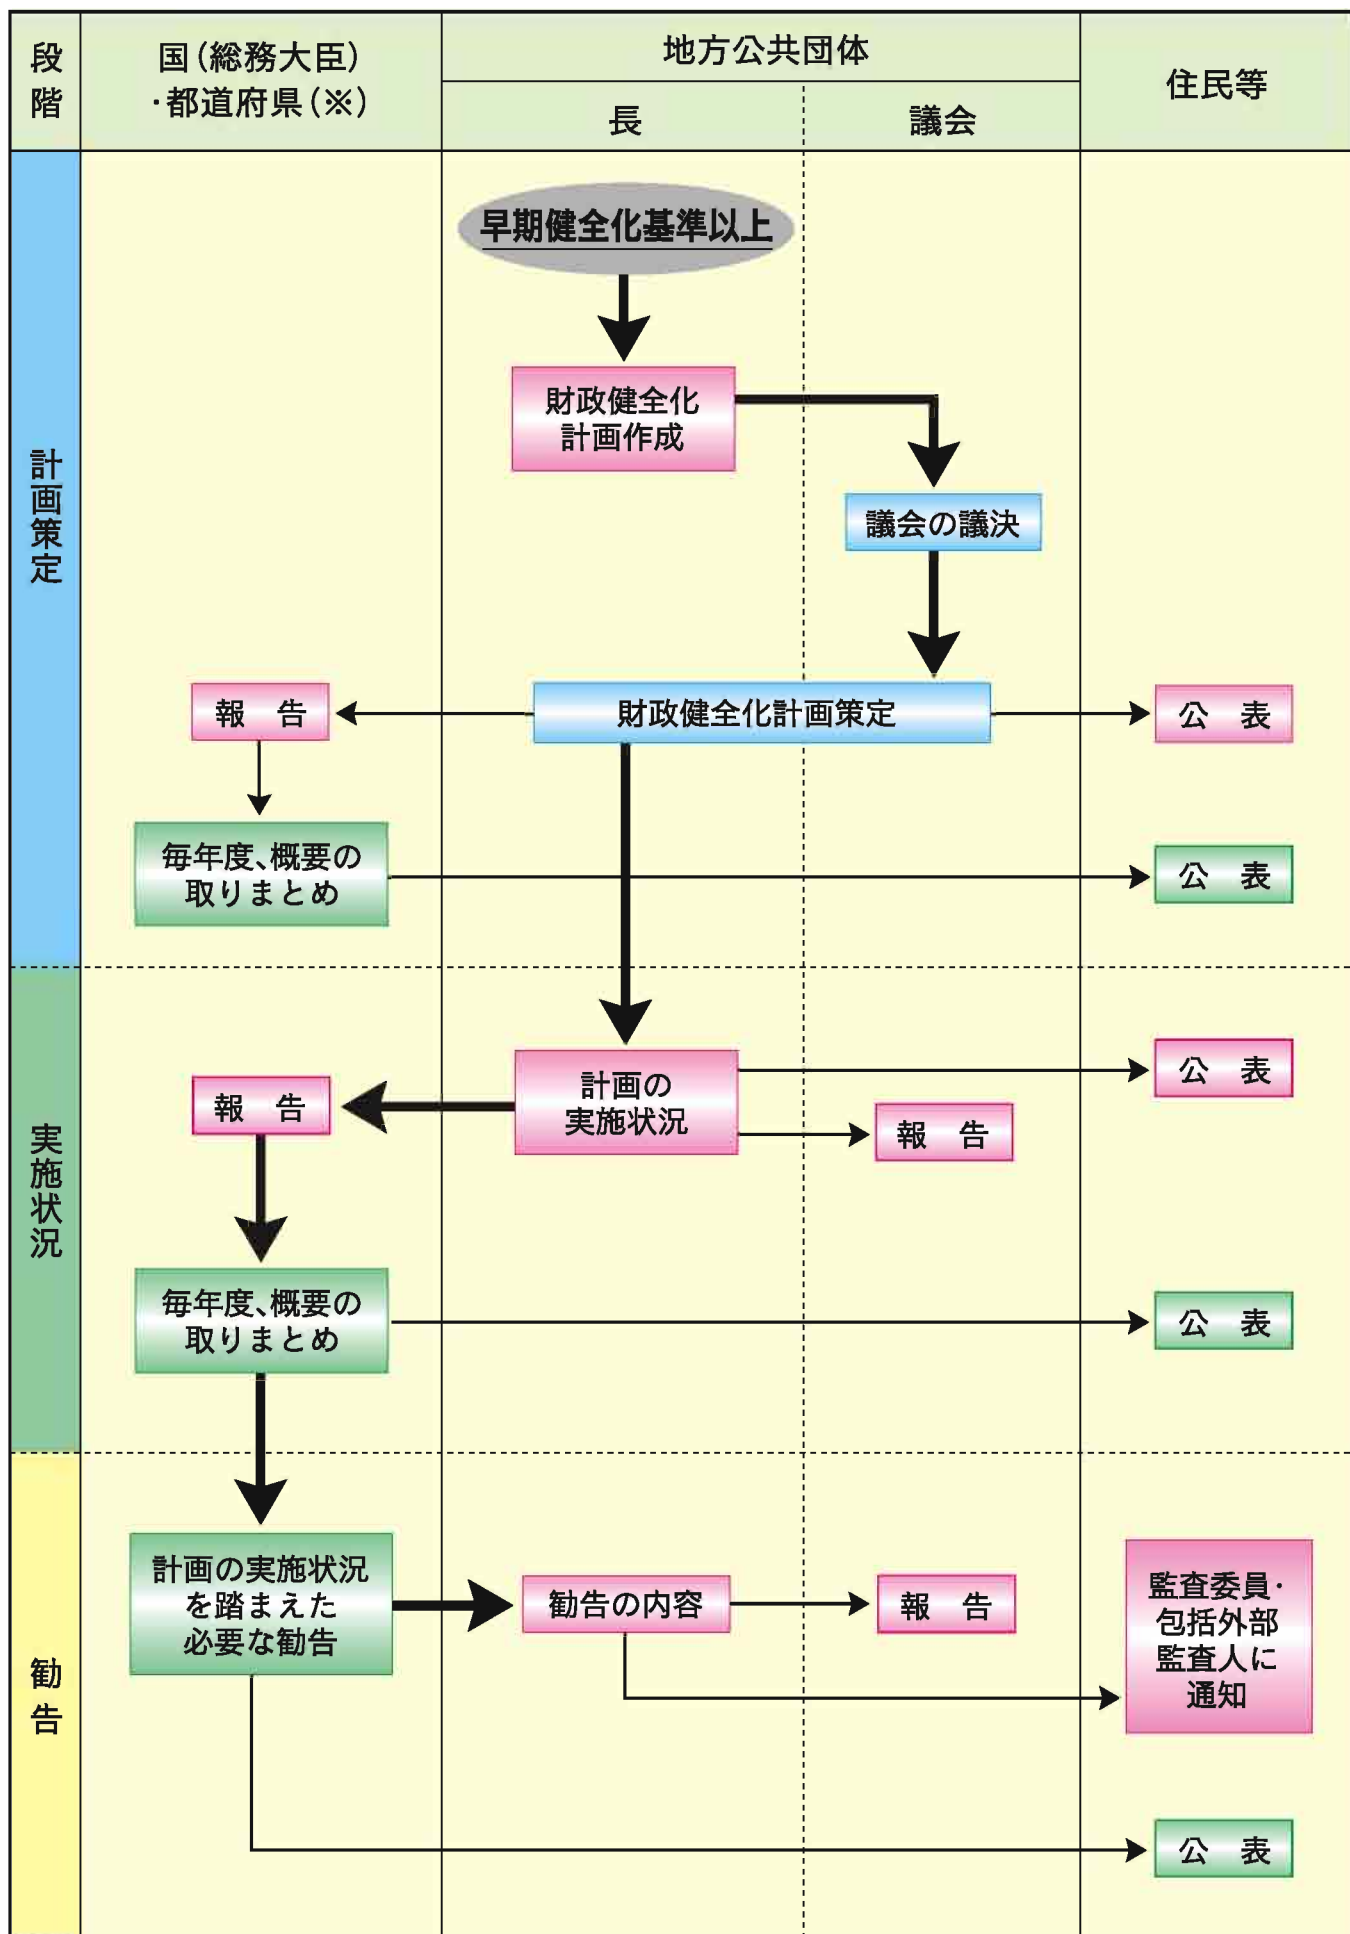 段階
国（総務大臣）
・都道府県（※）
地方公共団体
長
議会
住民等
計画策定
早期健全化基準以上
財政健全化
計画作成
議会の議決
報　告
財政健全化計画策定
公　表
毎年度、概要の
取りまとめ
公　表
実施状況
計画の
実施状況
公　表
報　告
報　告
毎年度、概要の
取りまとめ
公　表
勧告
計画の実施状況
を踏まえた
必要な勧告
勧告の内容
報　告
監査委員・
包括外部
監査人に
通知
公　表